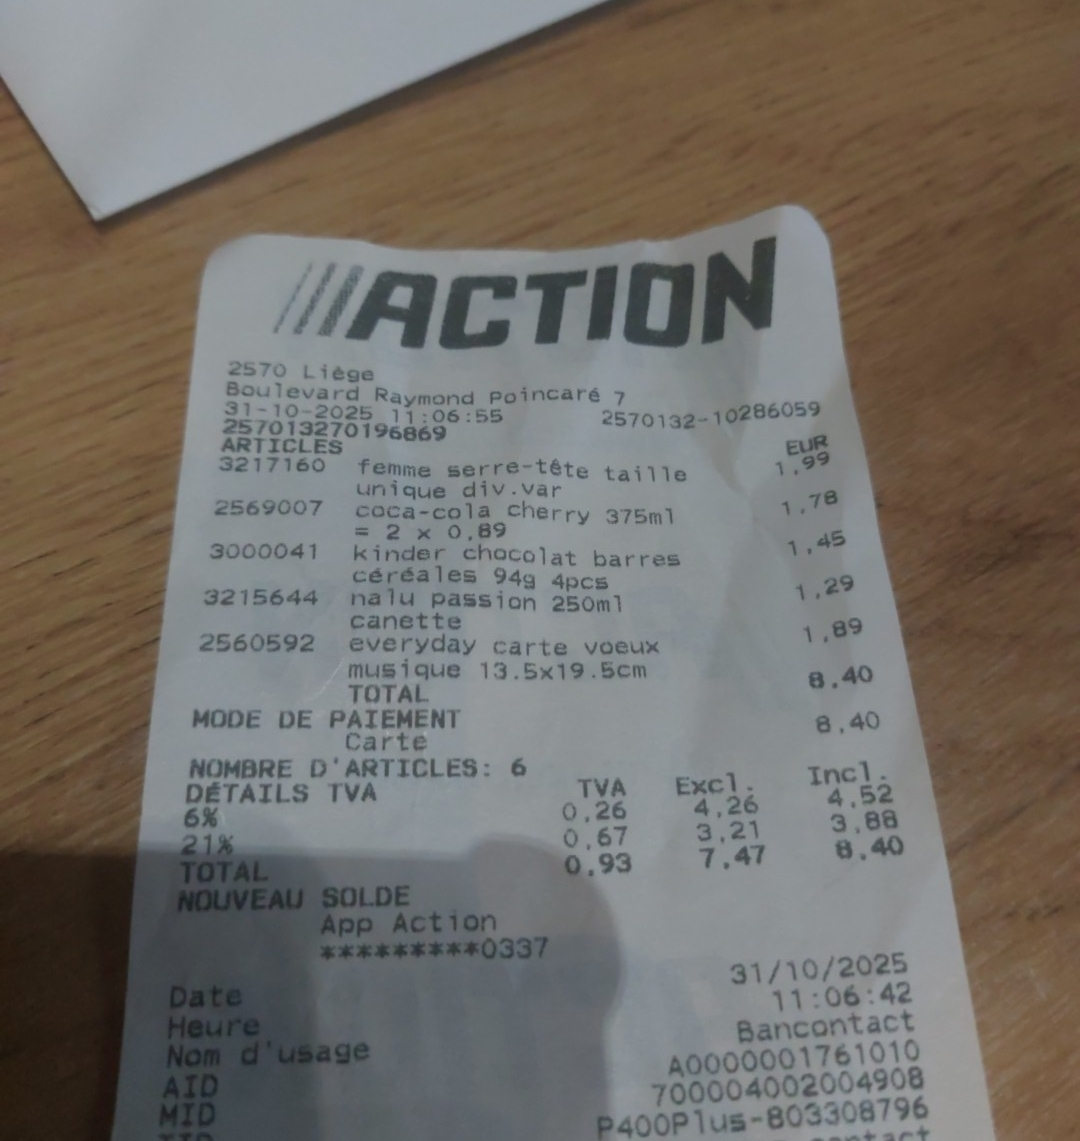 ACTION
2570 Liège
Boulevard Raymond Poincaré 7
31-10-2025 11:06:55 2570132-10286059
257013270196869
ARTICLES EUR
3217160 femme serre-tête taille 1,99
unique div.var
2569007 coca-cola cherry 375ml 1,78
= 2 x 0,89
3000041 kinder chocolat barres 1,45
céréales 94g 4pcs
3215644 nalu passion 250ml 1,29
canette
2560592 everyday carte voeux 1,89
musique 13.5x19.5cm
TOTAL 8,40
MODE DE PAIEMENT
Carte 8,40
NOMBRE D'ARTICLES: 6
DÉTAILS TVA TVA Excl. Incl.
6% 0,26 4,26 4,52
21% 0,67 3,21 3,88
TOTAL 0,93 7,47 8,40
NOUVEAU SOLDE
App Action
*********0337
Date 31/10/2025
Heure 11:06:42
Nom d'usage Bancontact
AID A0000001761010
MID 700004002004908
P400Plus-803308796